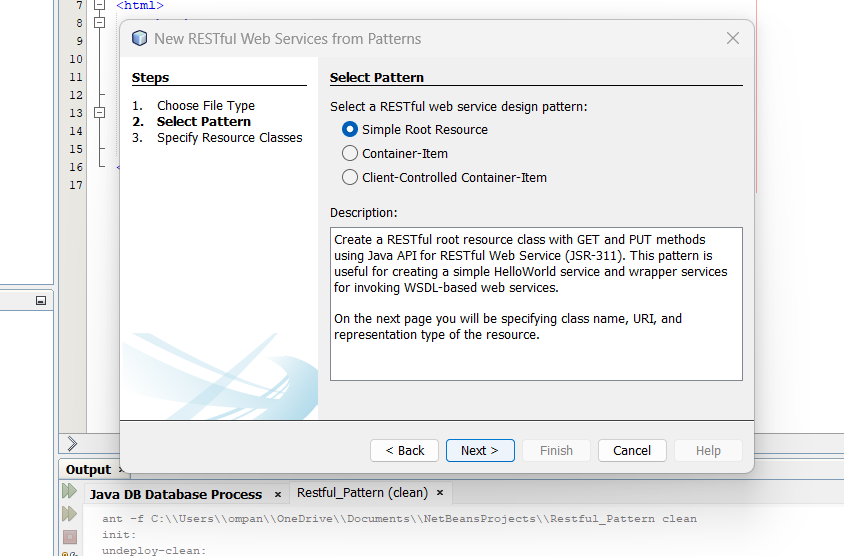 7
<html>
8
9
10
11
12
13
14
15
16
17
New RESTful Web Services from Patterns
Steps
1. Choose File Type
2. Select Pattern
3. Specify Resource Classes
Select Pattern
Select a RESTful web service design pattern:
Simple Root Resource
Container-Item
Client-Controlled Container-Item
Description:
Create a RESTful root resource class with GET and PUT methods
using Java API for RESTful Web Service (JSR-311). This pattern is
useful for creating a simple HelloWorld service and wrapper services
for invoking WSDL-based web services.
On the next page you will be specifying class name, URI, and
representation type of the resource.
< Back
Next >
Finish
Cancel
Help
Output
Java DB Database Process
Restful_Pattern (clean)
ant -f C:\\Users\\ompan\\OneDrive\\Documents\\NetBeansProjects\\Restful_Pattern clean
init:
undeploy-clean: